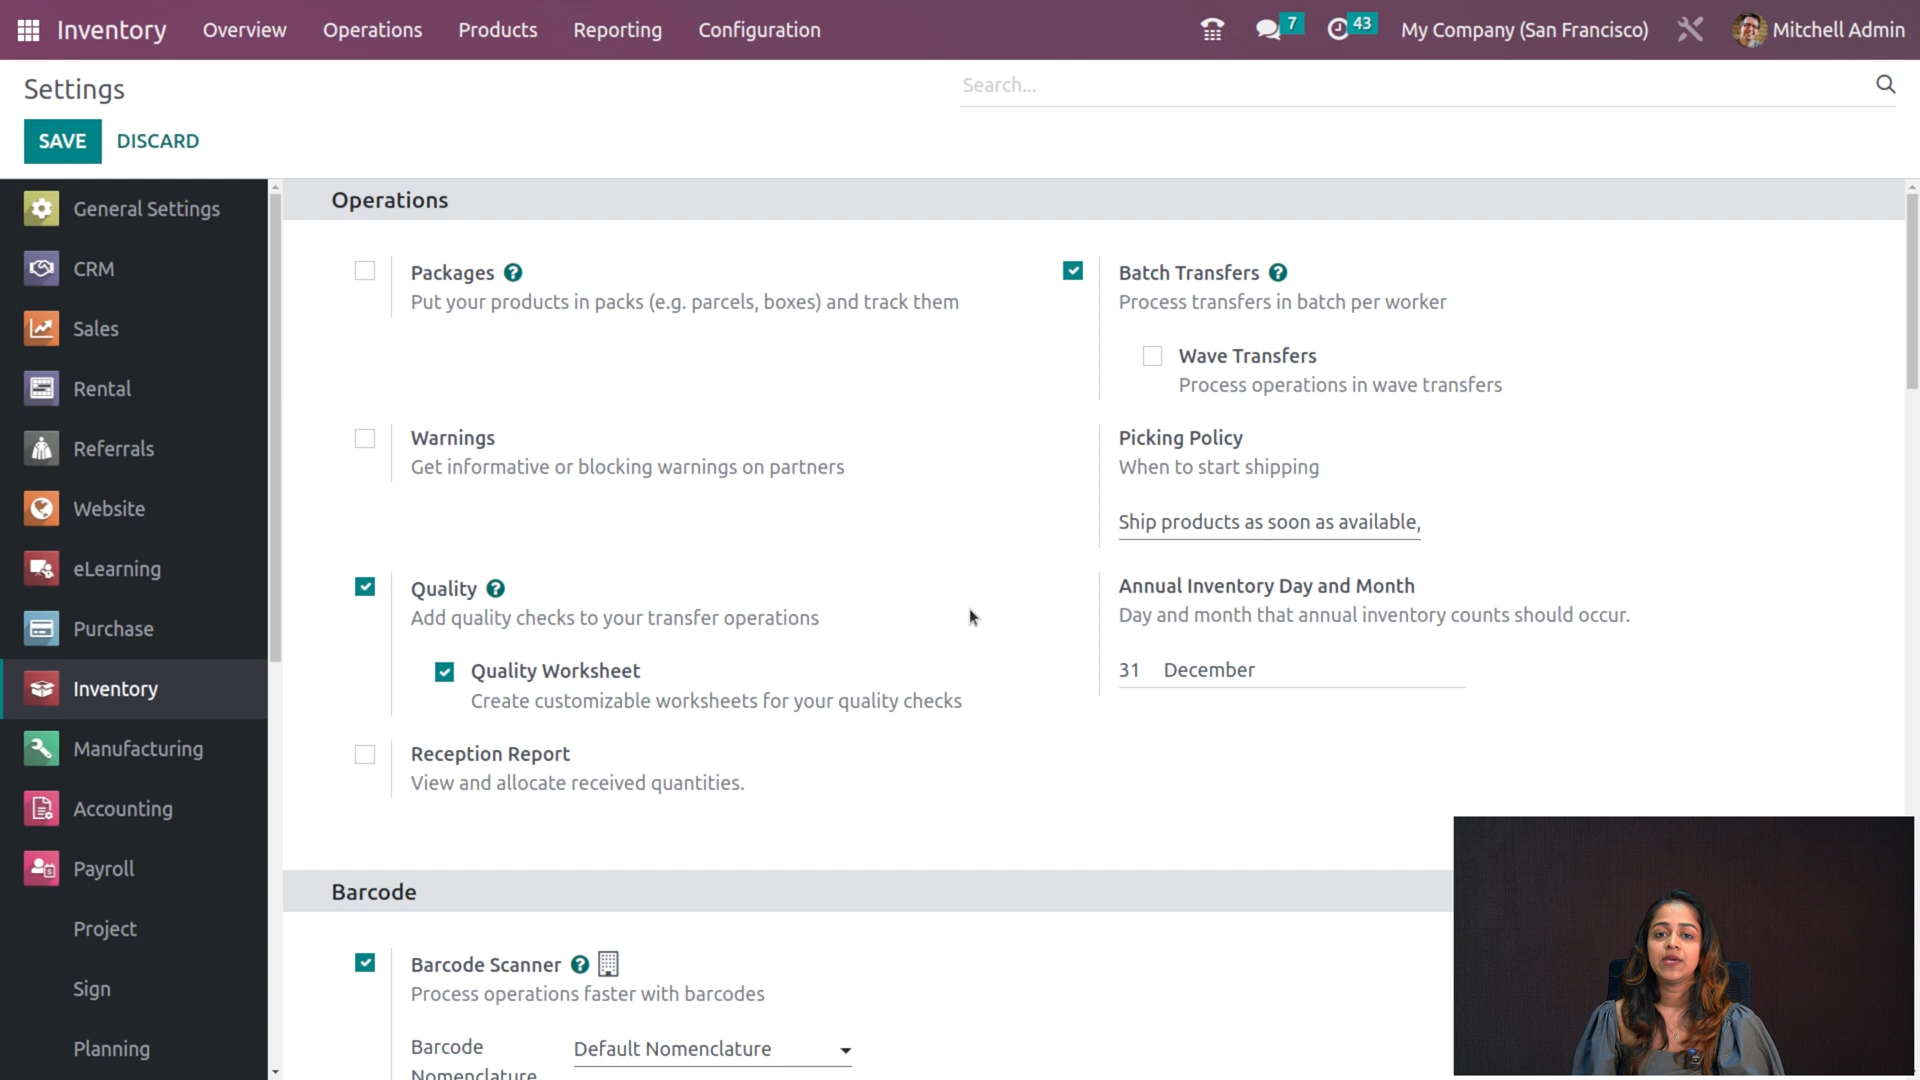 Inventory Overview Operations Products Reporting Configuration 7 43 My Company (San Francisco) Mitchell Admin
Settings
Search...
SAVE DISCARD
General Settings
CRM
Sales
Rental
Referrals
Website
eLearning
Purchase
Inventory
Manufacturing
Accounting
Payroll
Project
Sign
Planning
Operations
Packages ?
Put your products in packs (e.g. parcels, boxes) and track them
Batch Transfers ?
Process transfers in batch per worker
Wave Transfers
Process operations in wave transfers
Warnings
Get informative or blocking warnings on partners
Picking Policy
When to start shipping
Ship products as soon as available,
Quality ?
Add quality checks to your transfer operations
Quality Worksheet
Create customizable worksheets for your quality checks
Annual Inventory Day and Month
Day and month that annual inventory counts should occur.
31 December
Reception Report
View and allocate received quantities.
Barcode
Barcode Scanner ?
Process operations faster with barcodes
Barcode
Nomenclature
Default Nomenclature